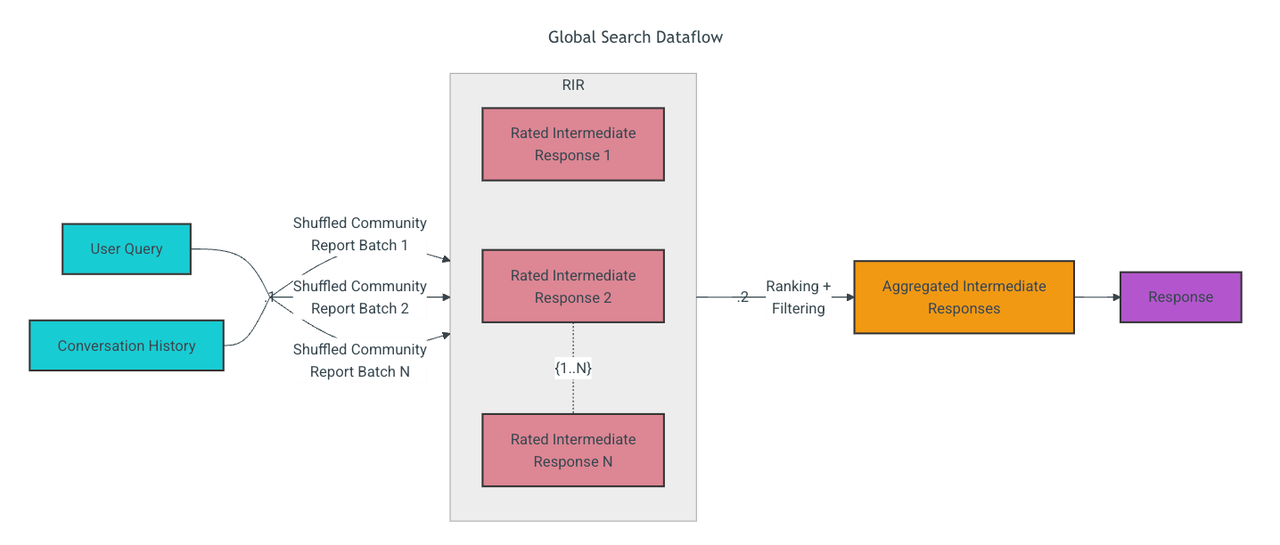 Global Search Dataflow
RIR
Rated Intermediate
Response 1
Shuffled Community
Report Batch 1
User Query
Rated Intermediate
Response 2
Shuffled Community
Report Batch 2
.1
.2
Ranking +
Filtering
Aggregated Intermediate
Responses
Response
Conversation History
Shuffled Community
Report Batch N
{1..N}
Rated Intermediate
Response N